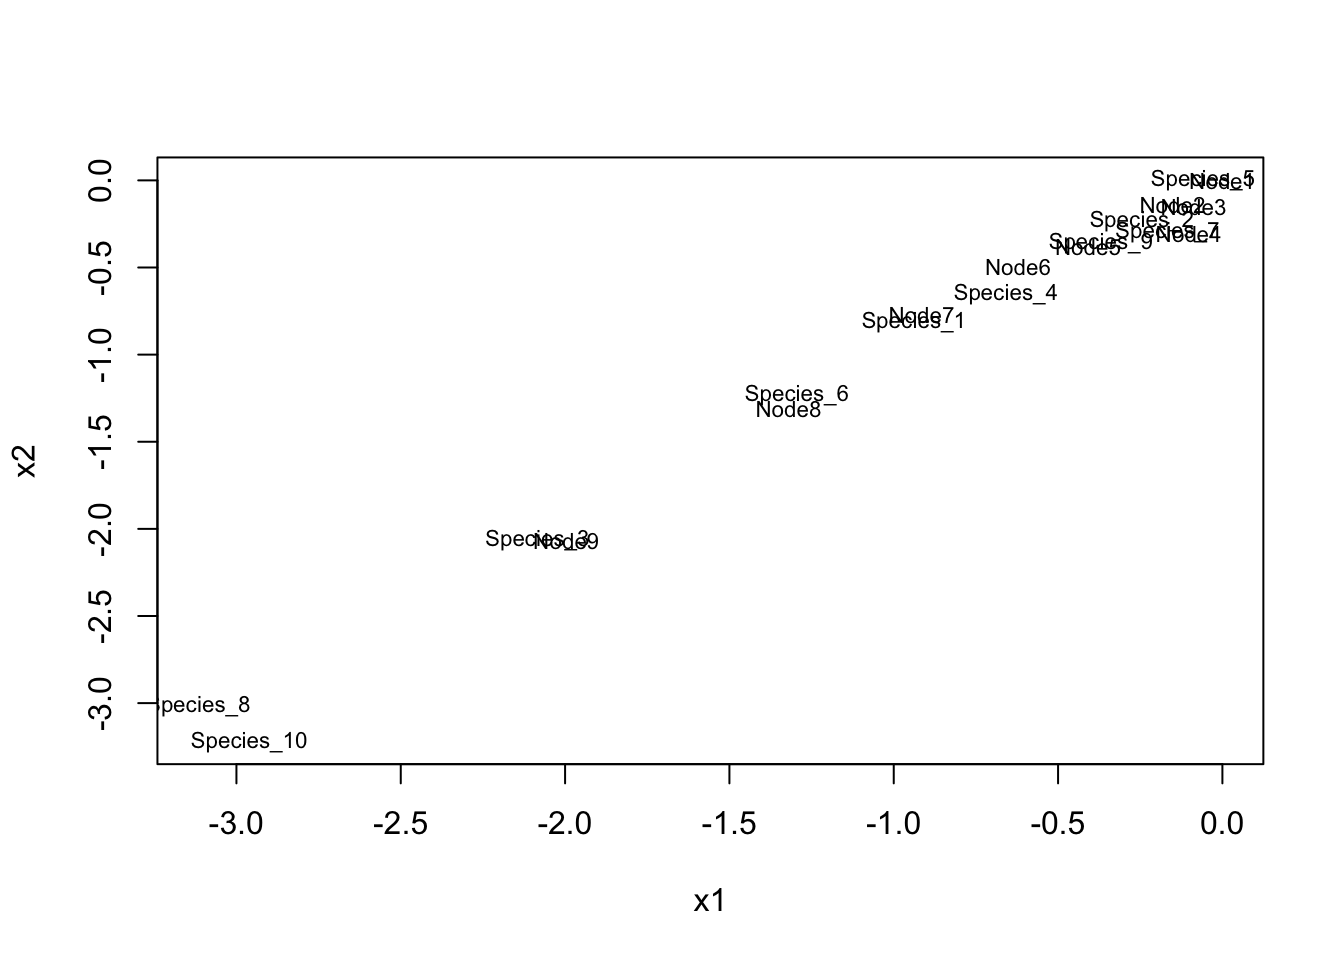 0.0
-0.5
-1.0
-1.5
-2.0
-2.5
-3.0
x2
Species_5
Node1
Node2
Node3
Species_2
Species_7
Node4
Species_9
Node5
Node6
Species_4
Node7
Species_1
Species_6
Node8
Species_3
Node9
Species_8
Species_10
-3.0 -2.5 -2.0 -1.5 -1.0 -0.5 0.0
x1